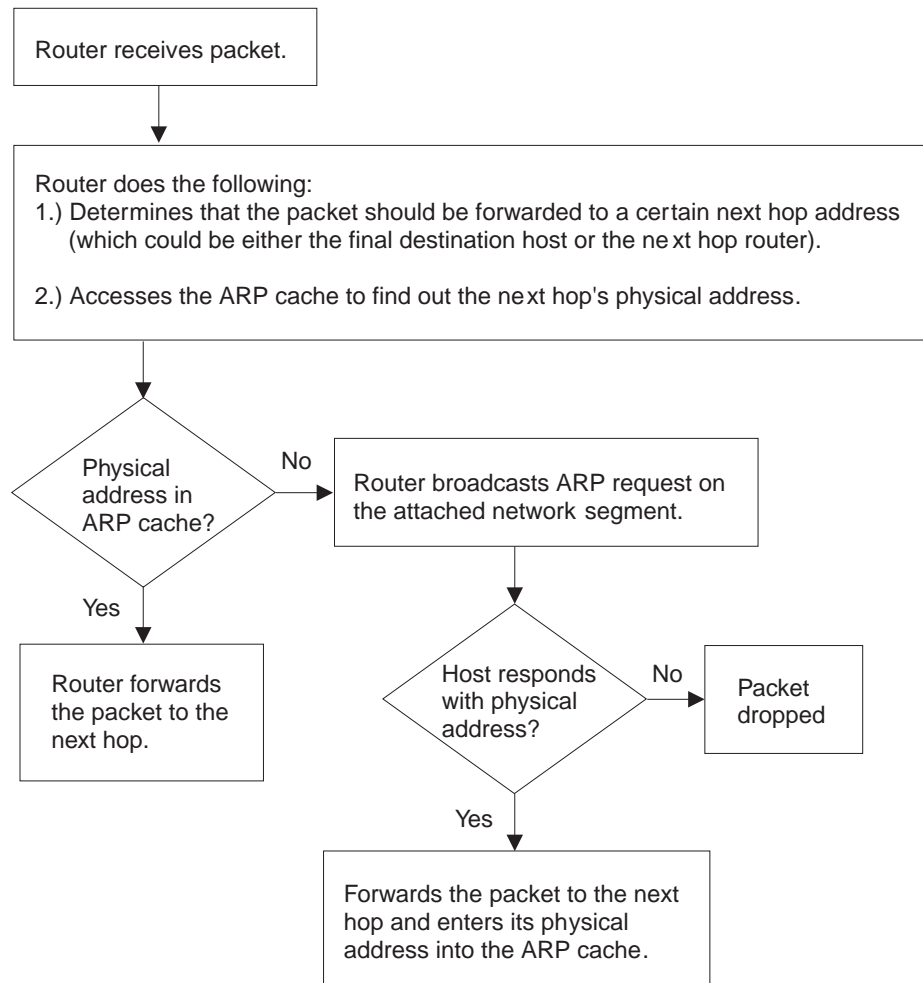 Router receives packet.
Router does the following:
1.) Determines that the packet should be forwarded to a certain next hop address
(which could be either the final destination host or the next hop router).
2.) Accesses the ARP cache to find out the next hop's physical address.
Physical
address in
ARP cache?
No
Router broadcasts ARP request on
the attached network segment.
Yes
Router forwards
the packet to the
next hop.
Host responds
with physical
address?
No
Packet
dropped
Yes
Forwards the packet to the next
hop and enters its physical
address into the ARP cache.